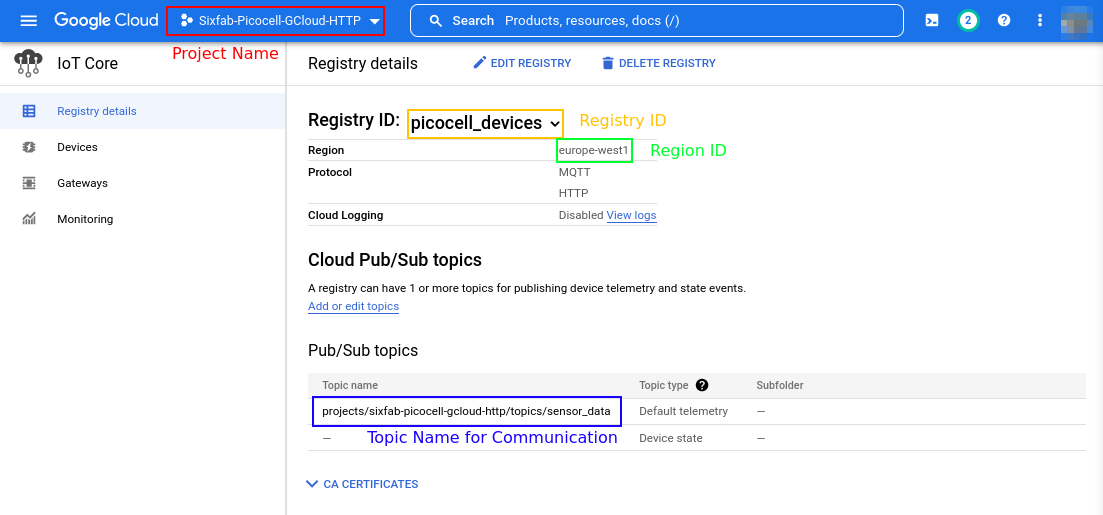 Google Cloud Sixfab-Picocell-GCloud-HTTP Search Products, resources, docs (/) 2
Project Name
IoT Core
Registry details EDIT REGISTRY DELETE REGISTRY
Registry details
Devices
Gateways
Monitoring
Registry ID: picocell_devices Registry ID
Region europe-west1 Region ID
Protocol MQTT
HTTP
Cloud Logging Disabled View logs
Cloud Pub/Sub topics
A registry can have 1 or more topics for publishing device telemetry and state events.
Add or edit topics
Pub/Sub topics
Topic name Topic type ? Subfolder
projects/sixfab-picocell-gcloud-http/topics/sensor_data Default telemetry —
— Topic Name for Communication Device state —
CA CERTIFICATES